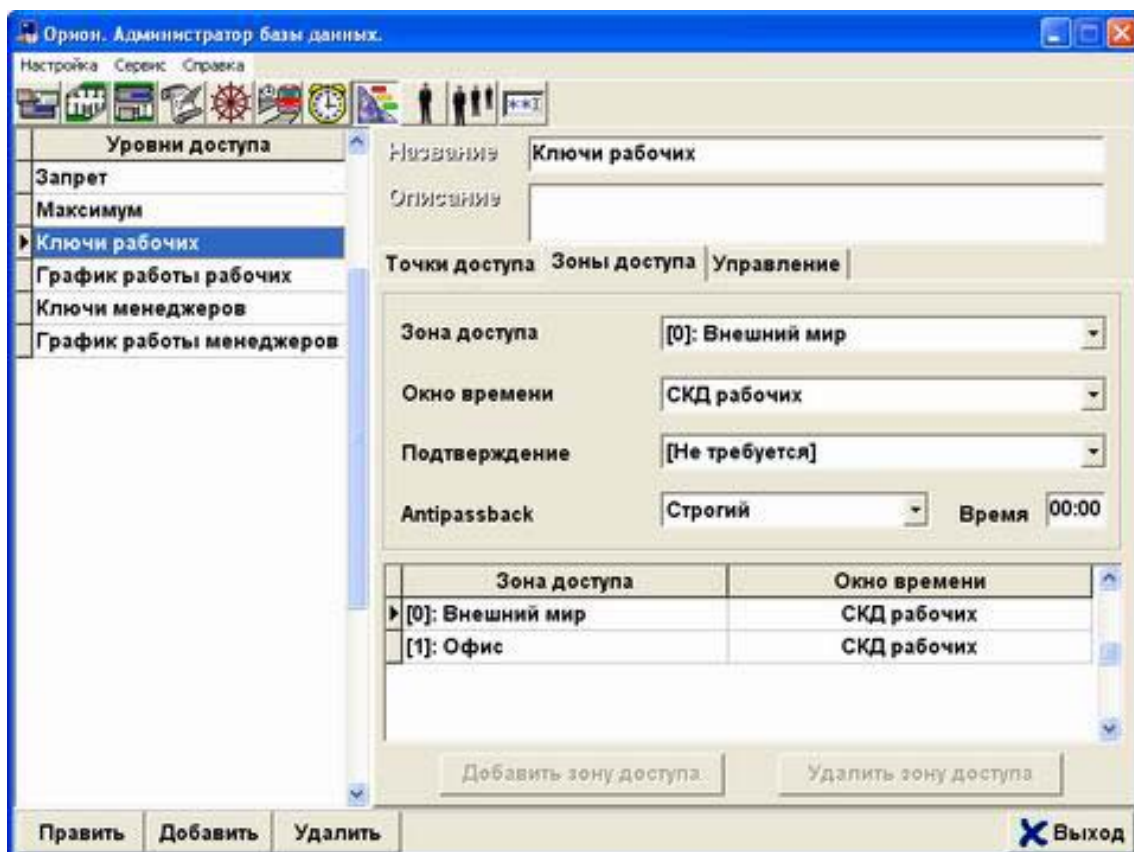 Орион. Администратор базы данных.
Настройка Сервис Справка
**I
Уровни доступа
Запрет
Максимум
Ключи рабочих
График работы рабочих
Ключи менеджеров
График работы менеджеров
Название Ключи рабочих
Описание
Точки доступа Зоны доступа Управление
Зона доступа [0]: Внешний мир
Окно времени СКД рабочих
Подтверждение [Не требуется]
Antipassback Строгий Время 00:00
Зона доступа Окно времени
[0]: Внешний мир СКД рабочих
[1]: Офис СКД рабочих
Добавить зону доступа Удалить зону доступа
Править Добавить Удалить Выход